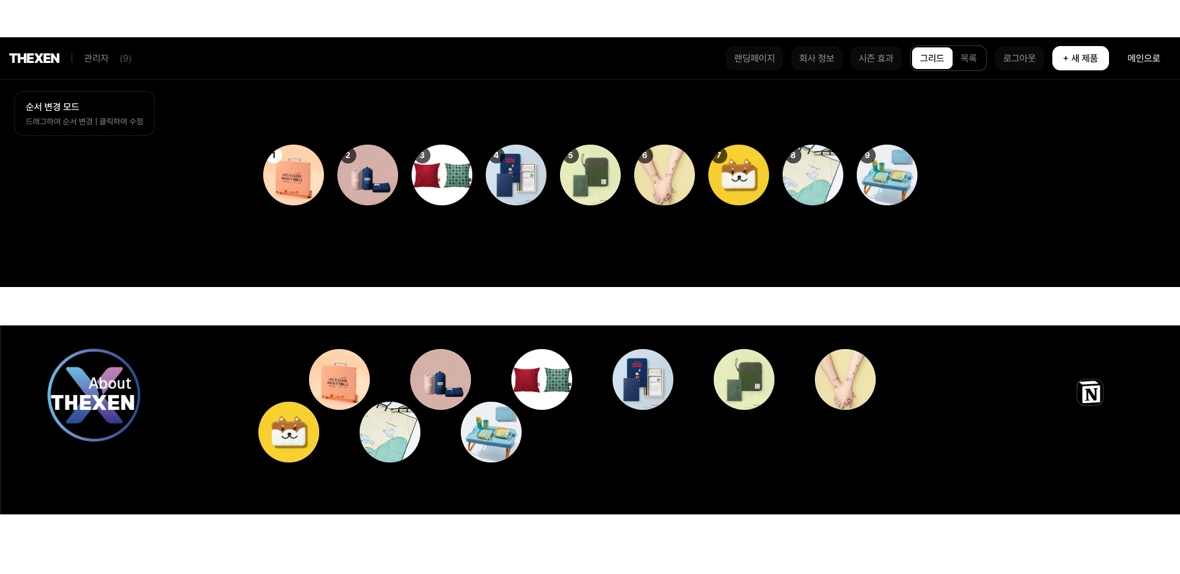 THEXEN | 관리자 (9) 랜딩페이지 회사 정보 시즌 효과 그리드 목록 로그아웃 + 새 제품 메인으로
순서 변경 모드
드래그하여 순서 변경 | 클릭하여 수정
1 2 3 4 5 6 7 8 9
About
THEXEN